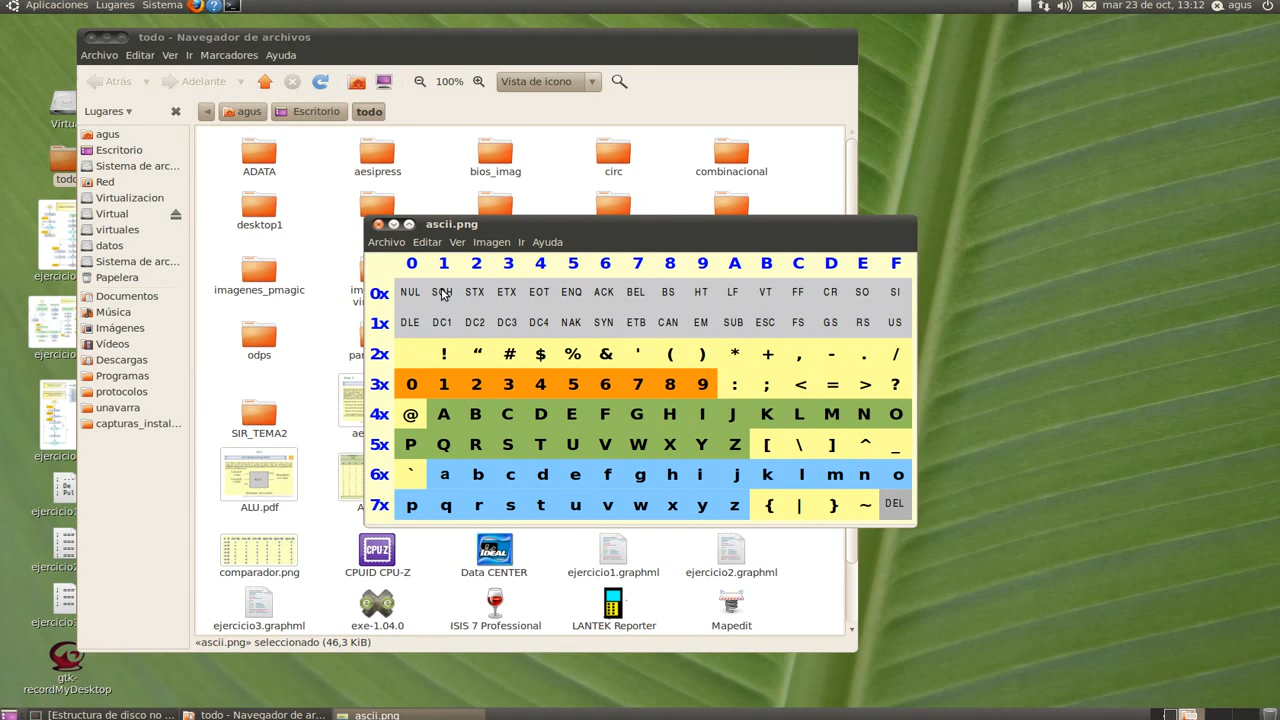 Aplicaciones Lugares Sistema
mar 23 de oct, 13:12 agus
todo - Navegador de archivos
Archivo Editar Ver Ir Marcadores Ayuda
Atrás Adelante 100% Vista de icono
Lugares
agus Escritorio todo
agus
Escritorio
Sistema de arc...
Red
Virtualizacion
Virtual
virtuales
datos
Sistema de arc...
Papelera
Documentos
Música
Imágenes
Vídeos
Descargas
Programas
protocolos
unavarra
capturas_instal...
ADATA aesipress bios_imag circ combinacional
desktop1
imagenes_pmagic
odps
SIR_TEMA2
ALU.pdf
ascii.png
Archivo Editar Ver Imagen Ir Ayuda
0 1 2 3 4 5 6 7 8 9 A B C D E F
0x NUL SOH STX ETX EOT ENQ ACK BEL BS HT LF VT FF CR SO SI
1x DLE DC1 DC2 DC3 DC4 NAK SYN ETB CAN EM SUB ESC FS GS RS US
2x ! “ # $ % & ' ( ) * + , - . /
3x 0 1 2 3 4 5 6 7 8 9 : ; < = > ?
4x @ A B C D E F G H I J K L M N O
5x P Q R S T U V W X Y Z [ \ ] ^ _
6x ` a b c d e f g h i j k l m n o
7x p q r s t u v w x y z { | } ~ DEL
comparador.png CPUID CPU-Z Data CENTER ejercicio1.graphml ejercicio2.graphml
ejercicio3.graphml exe-1.04.0 ISIS 7 Professional LANTEK Reporter Mapedit
«ascii.png» seleccionado (46,3 KiB)
gtk-
recordMyDesktop
[Estructura de disco no ... todo - Navegador de ar... ascii.png